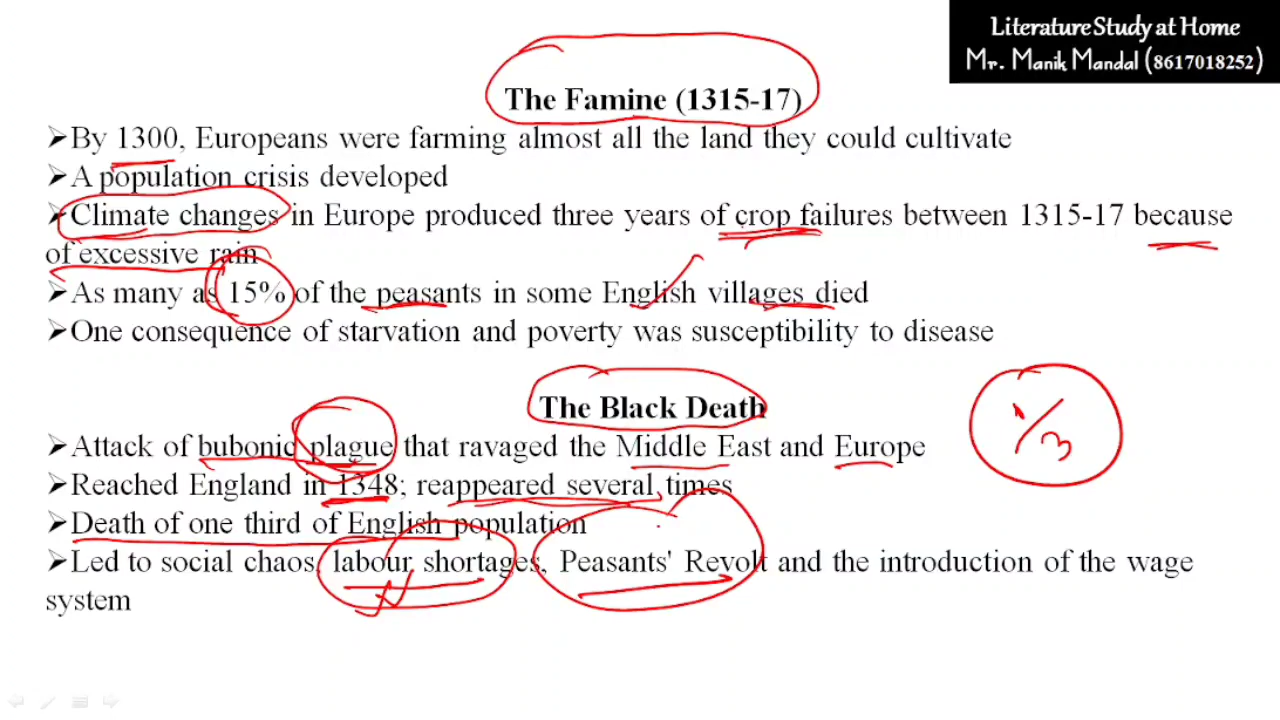 Literature Study at Home
Mr. Manik Mandal (8617018252)
The Famine (1315-17)
➢By 1300, Europeans were farming almost all the land they could cultivate
➢A population crisis developed
➢Climate changes in Europe produced three years of crop failures between 1315-17 because
of excessive rain
➢As many as 15% of the peasants in some English villages died
➢One consequence of starvation and poverty was susceptibility to disease
The Black Death
1/3
➢Attack of bubonic plague that ravaged the Middle East and Europe
➢Reached England in 1348; reappeared several times
➢Death of one third of English population
➢Led to social chaos, labour shortages, Peasants' Revolt and the introduction of the wage
system